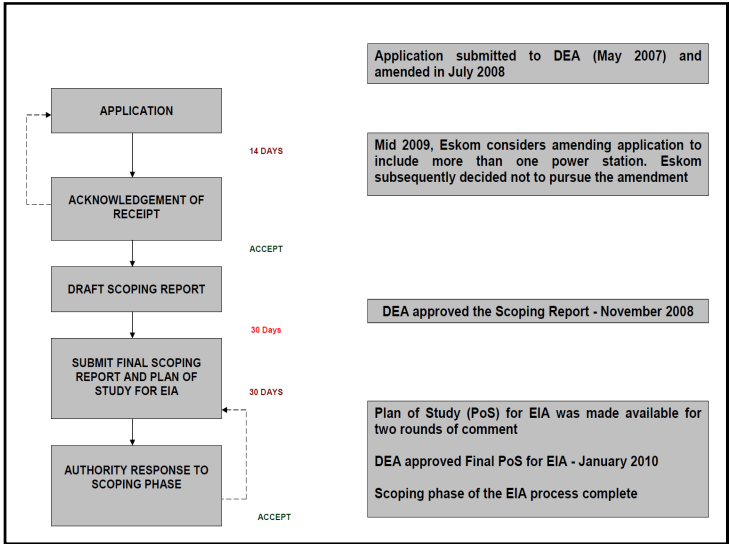 Application submitted to DEA (May 2007) and
amended in July 2008
APPLICATION
14 DAYS
Mid 2009, Eskom considers amending application to
include more than one power station. Eskom
subsequently decided not to pursue the amendment
ACKNOWLEDGEMENT OF
RECEIPT
ACCEPT
DRAFT SCOPING REPORT
DEA approved the Scoping Report - November 2008
30 Days
SUBMIT FINAL SCOPING
REPORT AND PLAN OF
STUDY FOR EIA
30 DAYS
Plan of Study (PoS) for EIA was made available for
two rounds of comment
DEA approved Final PoS for EIA - January 2010
Scoping phase of the EIA process complete
AUTHORITY RESPONSE TO
SCOPING PHASE
ACCEPT